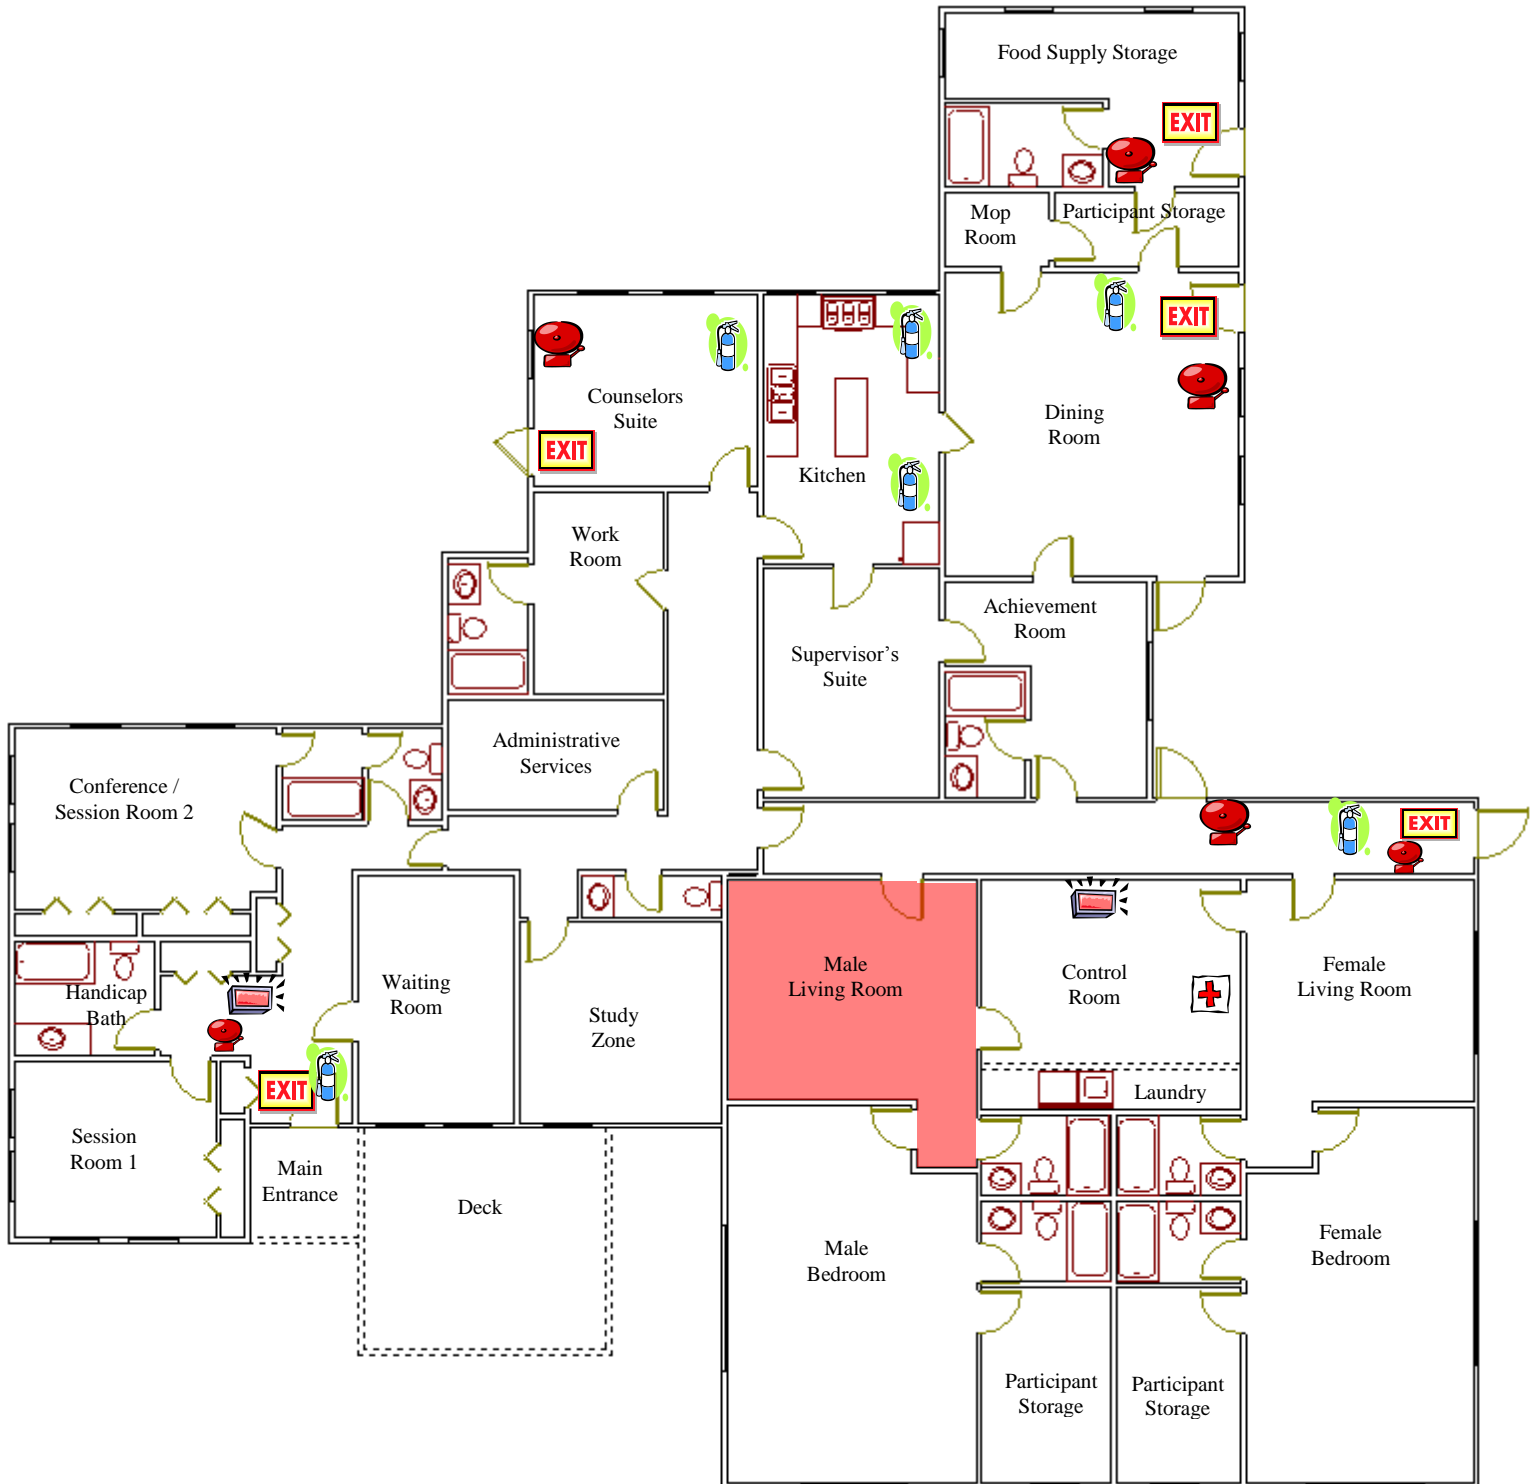 Food Supply Storage
EXIT
Mop
Room
Participant Storage
EXIT
Counselors
Suite
EXIT
Dining
Room
Kitchen
Work
Room
Achievement
Room
Supervisor’s
Suite
Administrative
Services
Conference /
Session Room 2
EXIT
Handicap
Bath
Waiting
Room
Study
Zone
Male
Living Room
Control
Room
Female
Living Room
EXIT
Laundry
Session
Room 1
Main
Entrance
Deck
Male
Bedroom
Female
Bedroom
Participant
Storage
Participant
Storage